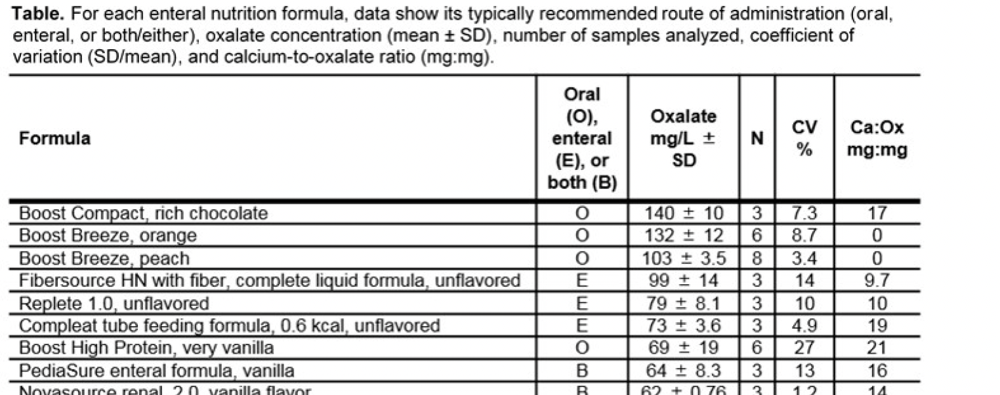 Table. For each enteral nutrition formula, data show its typically recommended route of administration (oral,
enteral, or both/either), oxalate concentration (mean ± SD), number of samples analyzed, coefficient of
variation (SD/mean), and calcium-to-oxalate ratio (mg:mg).
Formula Oral (O), enteral (E), or both (B) Oxalate mg/L ± SD N CV % Ca:Ox mg:mg
Boost Compact, rich chocolate O 140 ± 10 3 7.3 17
Boost Breeze, orange O 132 ± 12 6 8.7 0
Boost Breeze, peach O 103 ± 3.5 8 3.4 0
Fibersource HN with fiber, complete liquid formula, unflavored E 99 ± 14 3 14 9.7
Replete 1.0, unflavored E 79 ± 8.1 3 10 10
Compleat tube feeding formula, 0.6 kcal, unflavored E 73 ± 3.6 3 4.9 19
Boost High Protein, very vanilla O 69 ± 19 6 27 21
PediaSure enteral formula, vanilla B 64 ± 8.3 3 13 16
Novasource renal, 2.0, vanilla flavor B 62 ± 0.76 3 1.2 14